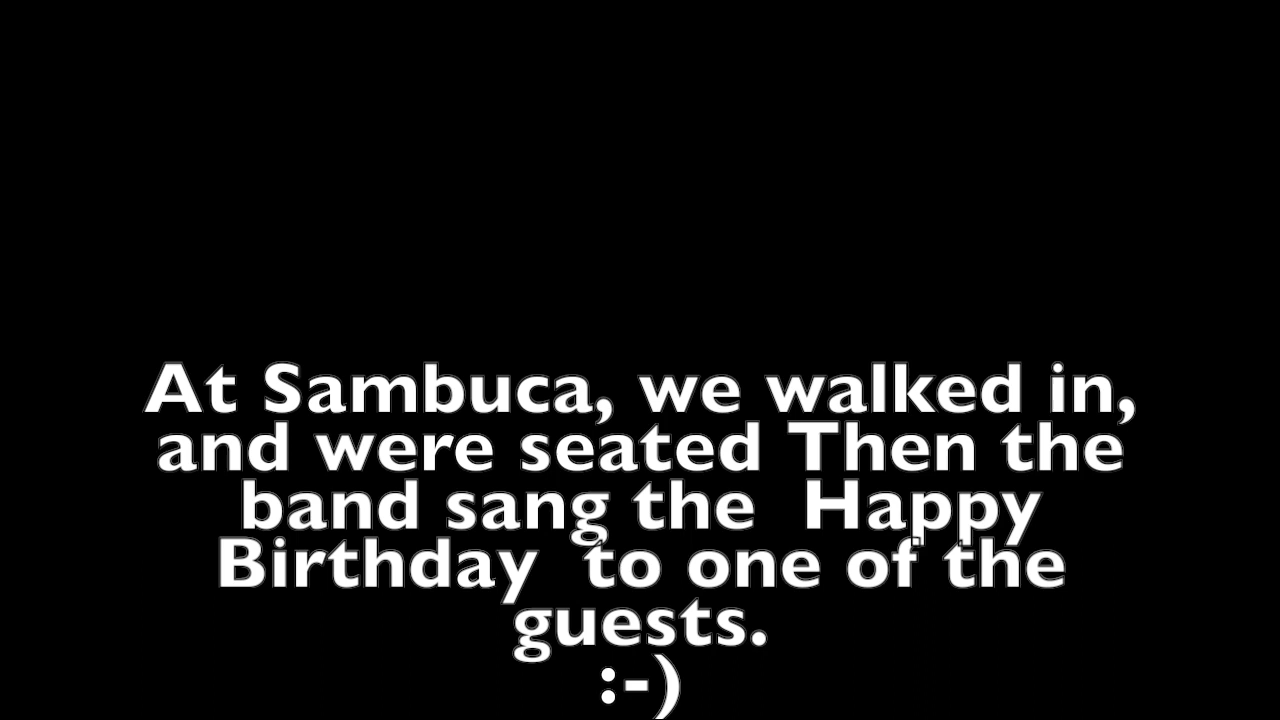 At Sambuca, we walked in,
and were seated Then the
band sang the  Happy
Birthday  to one of the
guests.
:-)